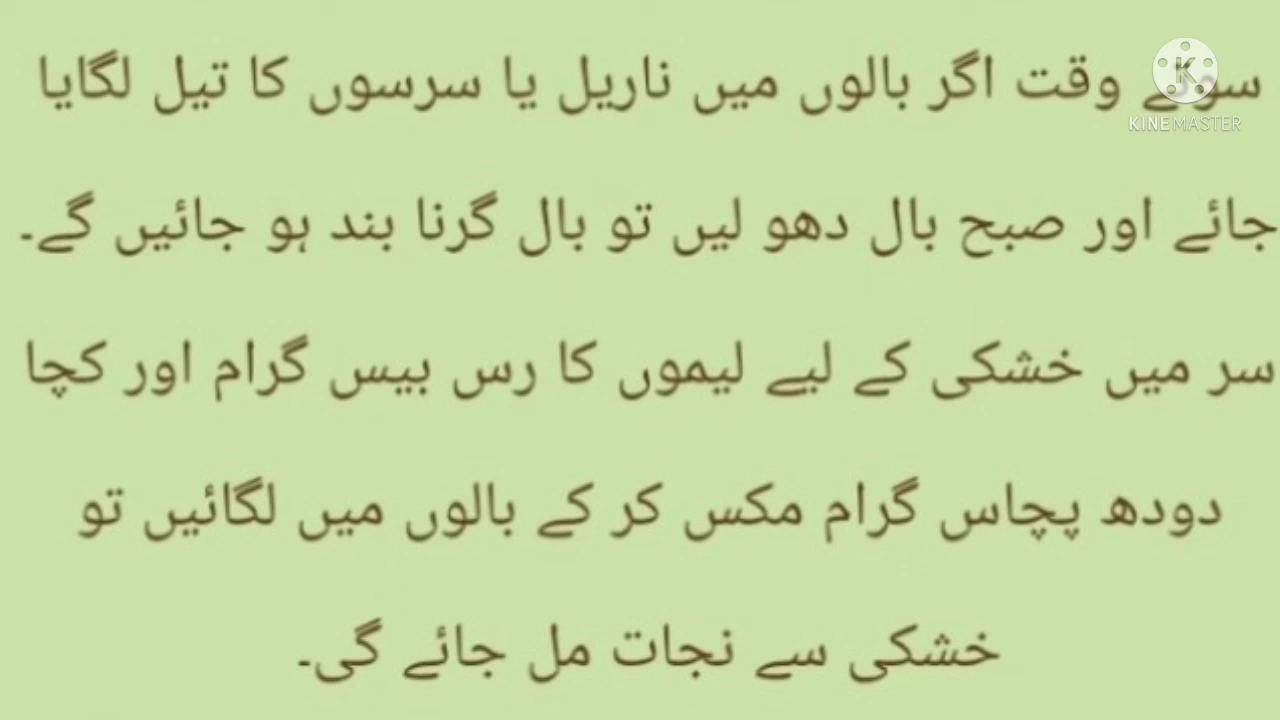 سوتے وقت اگر بالوں میں ناریل یا سرسوں کا تیل لگایا
جائے اور صبح بال دھو لیں تو بال گرنا بند ہو جائیں گے۔
سر میں خشکی کے لیے لیموں کا رس بیس گرام اور کچا
دودھ پچاس گرام مکس کر کے بالوں میں لگائیں تو
خشکی سے نجات مل جائے گی۔
K
KINEMASTER